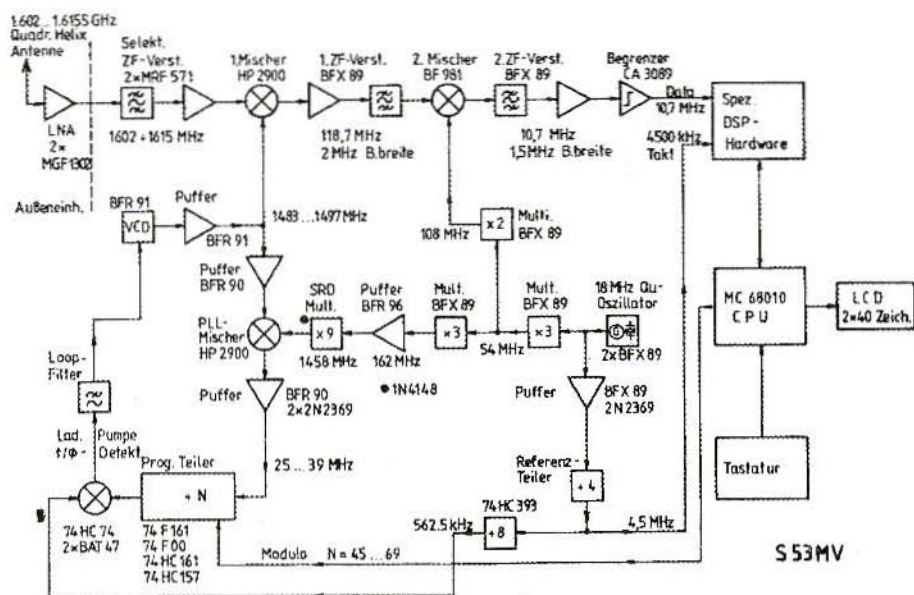 1.602 ... 1.6155 GHz
Quadr. Helix
Antenne
LNA
2×
MGF1302
Außeneinh.
Selekt.
ZF-Verst.
2×MRF 571
1602 ÷ 1615 MHz
1.Mischer
HP 2900
1.ZF-Verst.
BFX 89
118,7 MHz
2 MHz B.breite
2. Mischer
BF 981
2.ZF-Verst.
BFX 89
10,7 MHz
1,5MHz B.breite
Begrenzer
CA 3089
Data
10,7 MHz
4500 kHz
Takt
Spez.
DSP-
Hardware
BFR 91
VCO
Puffer
BFR 91
1483 ... 1497 MHz
108 MHz
×2
Multi.
BFX 89
Puffer
BFR 90
PLL-
Mischer
HP 2900
SRD
Mult.
×9
1458 MHz
Puffer
BFR 96
162 MHz
1N4148
Mult.
BFX 89
×3
54 MHz
Mult.
BFX 89
×3
18 MHz Qu-
Oszillator
2×BFX 89
MC 68010
CPU
LCD
2×40 Zeich.
Loop-
Filter
Puffer
BFR 90
2×2N2369
Puffer
BFX 89
2N2369
Lad. Pumpe
f/Φ- Detekt.
25 ... 39 MHz
Prog. Teiler
÷ N
Referenz-
Teiler
÷ 4
Tastatur
74 HC 74
2×BAT 47
74 F 161
74 F 00
74 HC 161
74 HC 157
74 HC 393
÷ 8
562.5 kHz
4,5 MHz
Modulo N = 45 ... 69
S53MV